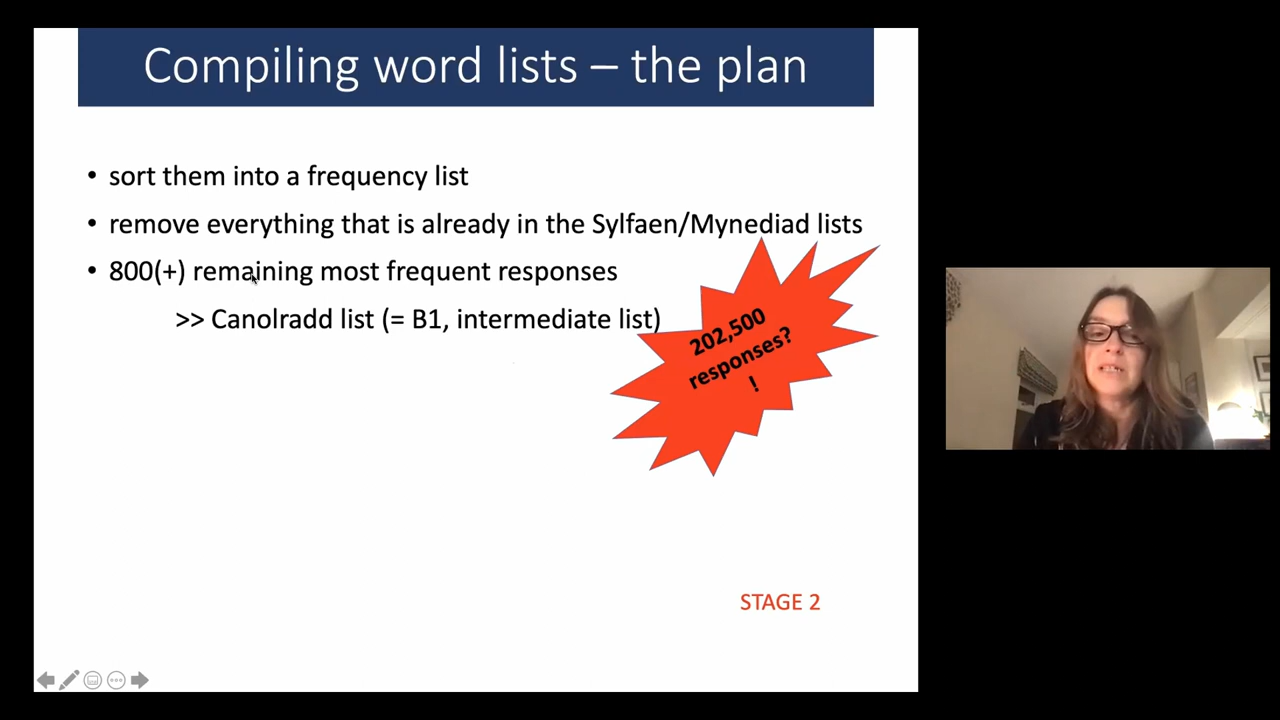 Compiling word lists – the plan
• sort them into a frequency list
• remove everything that is already in the Sylfaen/Mynediad lists
• 800(+) remaining most frequent responses
>> Canolradd list (= B1, intermediate list)
202,500
responses?
!
STAGE 2